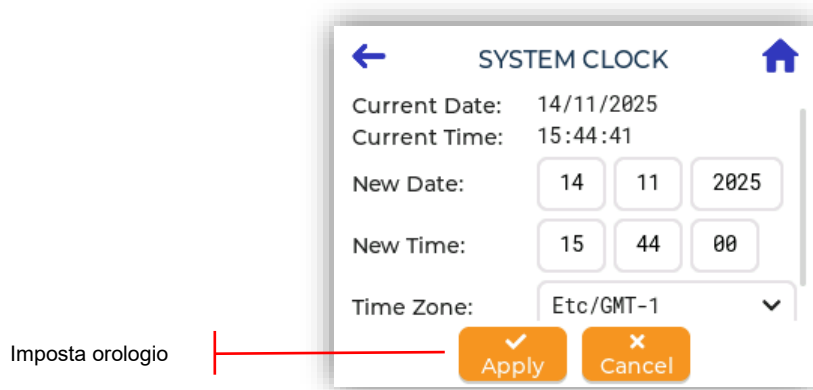 SYSTEM CLOCK
Current Date: 14/11/2025
Current Time: 15:44:41
New Date: 14 11 2025
New Time: 15 44 00
Time Zone: Etc/GMT-1
Imposta orologio
Apply Cancel